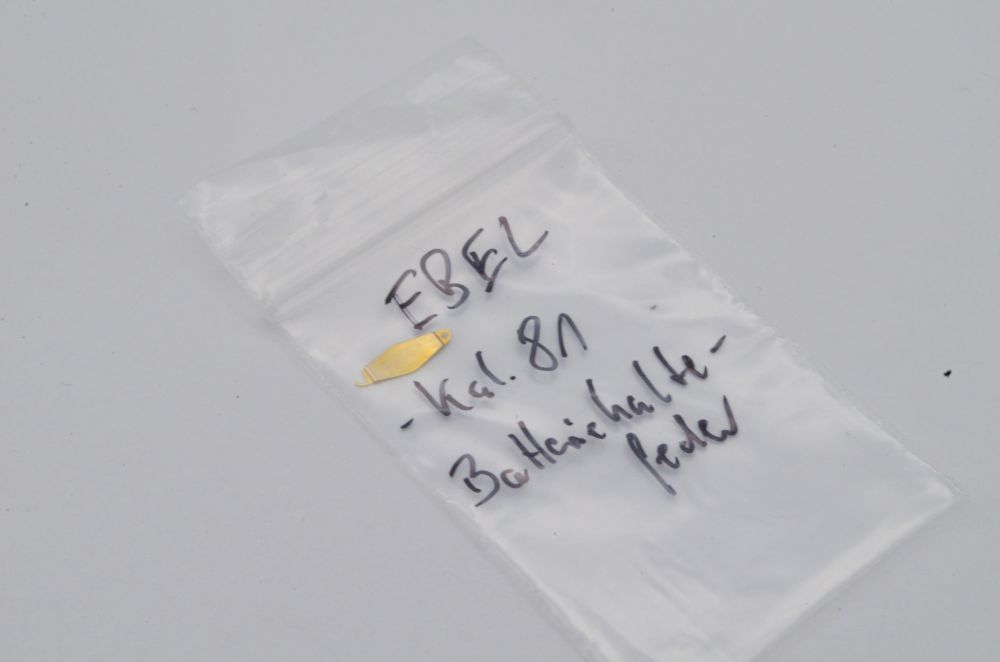 EBEL
- Kal. 81
Batteriehalte-
feder